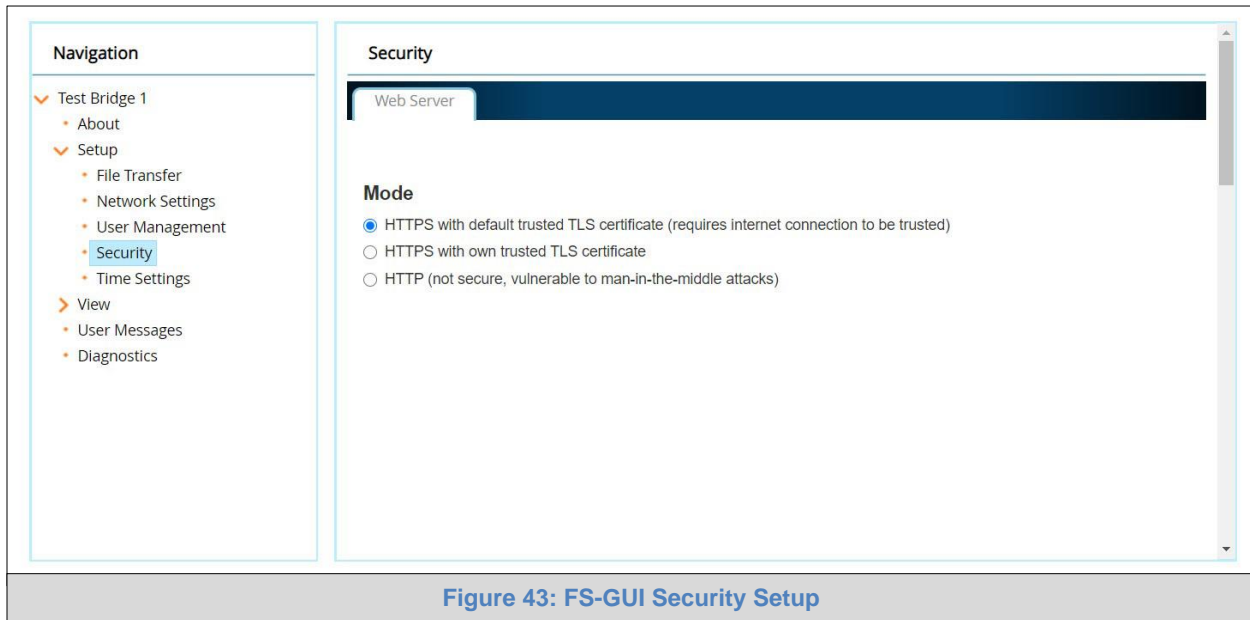 Navigation
Test Bridge 1
About
Setup
File Transfer
Network Settings
User Management
Security
Time Settings
View
User Messages
Diagnostics
Security
Web Server
Mode
HTTPS with default trusted TLS certificate (requires internet connection to be trusted)
HTTPS with own trusted TLS certificate
HTTP (not secure, vulnerable to man-in-the-middle attacks)
Figure 43: FS-GUI Security Setup